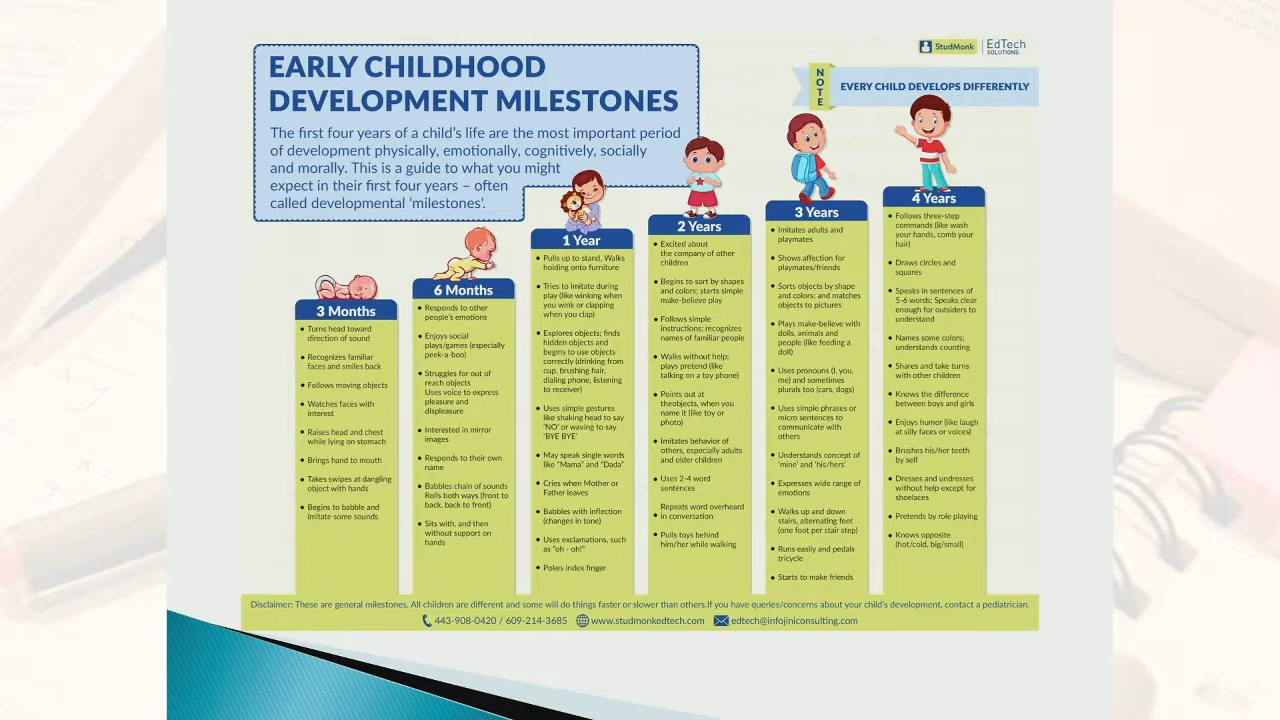 EARLY CHILDHOOD
DEVELOPMENT MILESTONES
The first four years of a child's life are the most important period
of development physically, emotionally, cognitively, socially
and morally. This is a guide to what you might
expect in their first four years – often
called developmental 'milestones'.
StudMonk
EdTech
SOLUTIONS
NOTE
EVERY CHILD DEVELOPS DIFFERENTLY
3 Months
• Turns head toward
direction of sound
• Recognizes familiar
faces and smiles back
• Follows moving objects
• Watches faces with
interest
• Raises head and chest
while lying on stomach
• Brings hand to mouth
• Takes swipes at dangling
object with hands
• Begins to babble and
imitate some sounds
6 Months
• Responds to other
people's emotions
• Enjoys social
plays/games (especially
peek-a-boo)
• Struggles for out of
reach objects
Uses voice to express
pleasure and
displeasure
• Interested in mirror
images
• Responds to their own
name
• Babbles chain of sounds
Rolls both ways (front to
back, back to front)
• Sits with, and then
without support on
hands
1 Year
• Pulls up to stand, Walks
holding onto furniture
• Tries to imitate during
play (like winking when
you wink or clapping
when you clap)
• Explores objects; finds
hidden objects and
begins to use objects
correctly (drinking from
cup, brushing hair,
dialing phone, listening
to receiver)
• Uses simple gestures
like shaking head to say
'NO' or waving to say
'BYE BYE'
• May speak single words
like "Mama" and "Dada"
• Cries when Mother or
Father leaves
• Babbles with inflection
(changes in tone)
• Uses exclamations, such
as "oh - oh!"
• Pokes index finger
2 Years
• Excited about
the company of other
children
• Begins to sort by shapes
and colors; starts simple
make-believe play
• Follows simple
instructions; recognizes
names of familiar people
• Walks without help;
plays pretend (like
talking on a toy phone)
• Points out at
theobjects, when you
name it (like toy or
photo)
• Imitates behavior of
others, especially adults
and older children
• Uses 2-4 word
sentences
Repeats word overheard
• in conversation
• Pulls toys behind
him/her while walking
3 Years
• Imitates adults and
playmates
• Shows affection for
playmates/friends
• Sorts objects by shape
and colors; and matches
objects to pictures
• Plays make-believe with
dolls, animals and
people (like feeding a
doll)
• Uses pronouns (I, you,
me) and sometimes
plurals too (cars, dogs)
• Uses simple phrases or
micro sentences to
communicate with
others
• Understands concept of
'mine' and 'his/hers'
• Expresses wide range of
emotions
• Walks up and down
stairs, alternating feet
(one foot per stair step)
• Runs easily and pedals
tricycle
• Starts to make friends
4 Years
• Follows three-step
commands (like wash
your hands, comb your
hair)
• Draws circles and
squares
• Speaks in sentences of
5-6 words; Speaks clear
enough for outsiders to
understand
• Names some colors;
understands counting
• Shares and take turns
with other children
• Knows the difference
between boys and girls
• Enjoys humor (like laugh
at silly faces or voices)
• Brushes his/her teeth
by self
• Dresses and undresses
without help except for
shoelaces
• Pretends by role playing
• Knows opposite
(hot/cold, big/small)
Disclaimer: These are general milestones. All children are different and some will do things faster or slower than others.If you have queries/concerns about your child's development, contact a pediatrician.
443-908-0420 / 609-214-3685 www.studmonkedtech.com edtech@infojiniconsulting.com